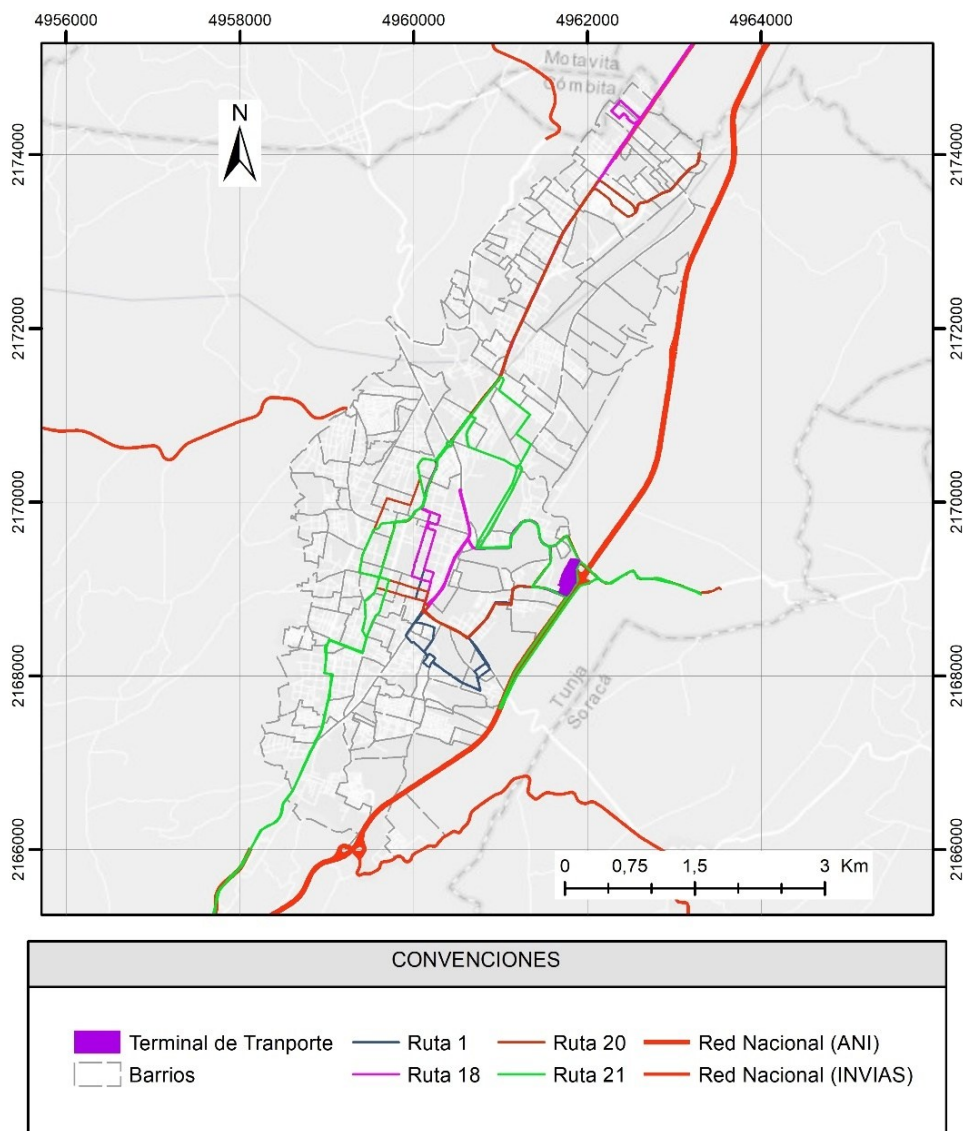 4956000 4958000 4960000 4962000 4964000
Motavita
Cómbita
N
2174000 2174000
2172000 2172000
2170000 2170000
2168000 2168000
Tunja
Soracá
2166000 2166000
0 0,75 1,5 3 Km
CONVENCIONES
Terminal de Tranporte Ruta 1 Ruta 20 Red Nacional (ANI)
Barrios Ruta 18 Ruta 21 Red Nacional (INVIAS)